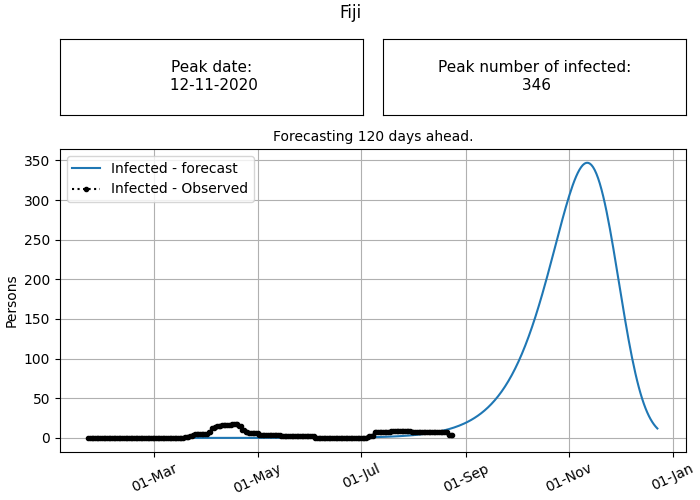 Fiji
Peak date:
12-11-2020
Peak number of infected:
346
Forecasting 120 days ahead.
Infected - forecast
Infected - Observed
Persons
350
300
250
200
150
100
50
0
01-Mar
01-May
01-Jul
01-Sep
01-Nov
01-Jan